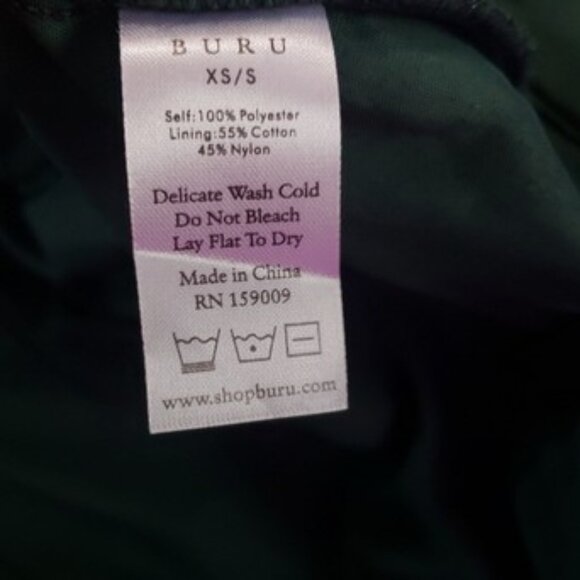 BURU
XS/S
Self:100% Polyester
Lining:55% Cotton
45% Nylon
Delicate Wash Cold
Do Not Bleach
Lay Flat To Dry
Made in China
RN 159009
www.shopburu.com